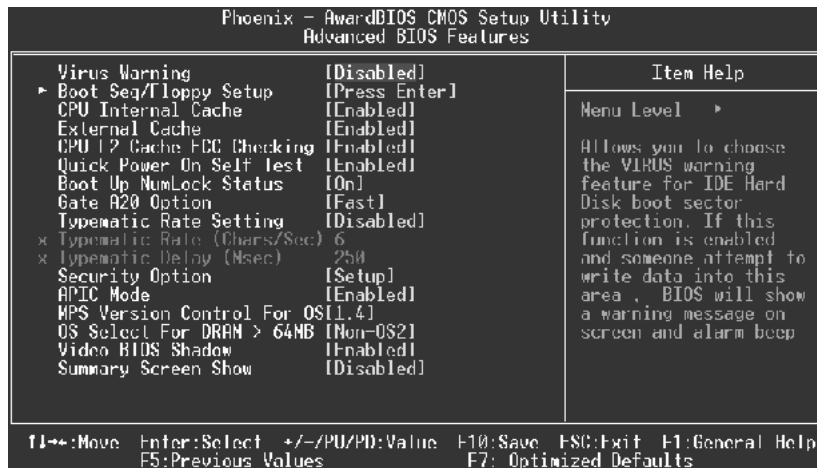 Phoenix - AwardBIOS CMOS Setup Utility
Advanced BIOS Features
Virus Warning [Disabled]
► Boot Seq/Floppy Setup [Press Enter]
CPU Internal Cache [Enabled]
External Cache [Enabled]
CPU L2 Cache ECC Checking [Enabled]
Quick Power On Self Test [Enabled]
Boot Up NumLock Status [On]
Gate A20 Option [Fast]
Typematic Rate Setting [Disabled]
x Typematic Rate (Chars/Sec) 6
x Typematic Delay (Msec) 250
Security Option [Setup]
APIC Mode [Enabled]
MPS Version Control For OS[1.4]
OS Select For DRAM > 64MB [Non-OS2]
Video BIOS Shadow [Enabled]
Summary Screen Show [Disabled]
Item Help
Menu Level ►
Allows you to choose
the VIRUS warning
feature for IDE Hard
Disk boot sector
protection. If this
function is enabled
and someone attempt to
write data into this
area , BIOS will show
a warning message on
screen and alarm beep
↑↓→←:Move Enter:Select +/-/PU/PD:Value F10:Save ESC:Exit F1:General Help
F5:Previous Values F7: Optimized Defaults